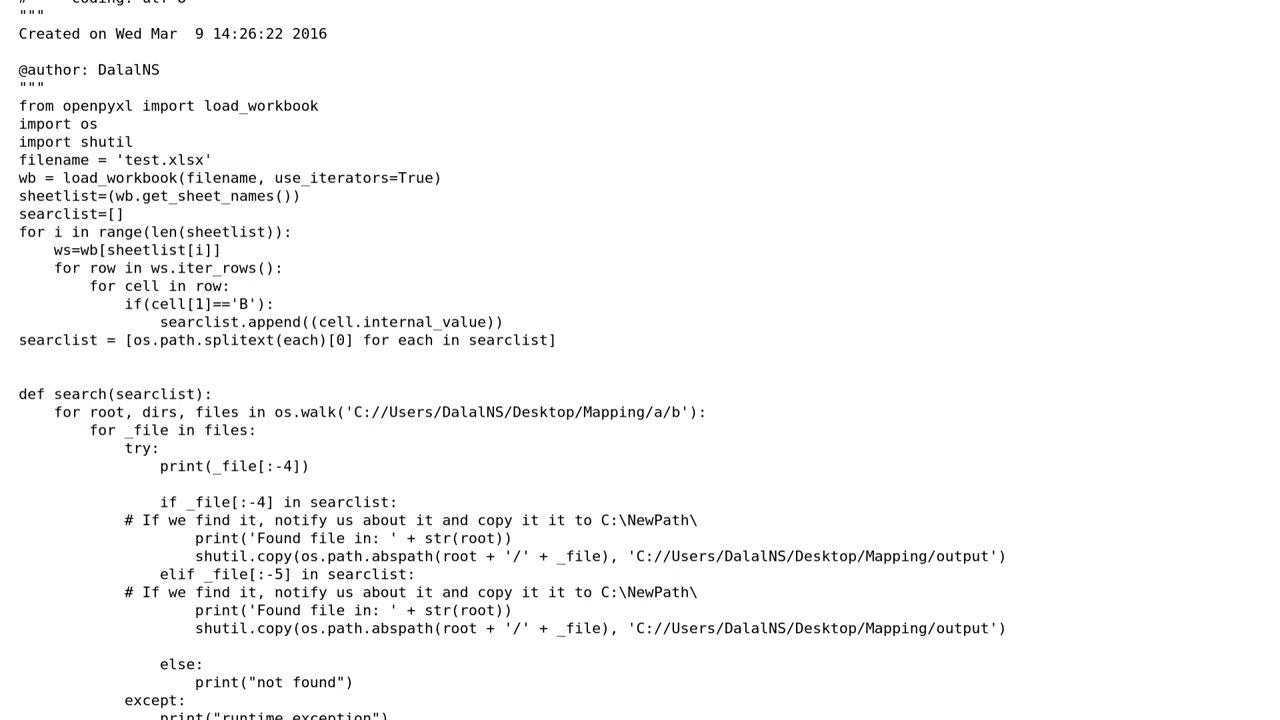 """
Created on Wed Mar  9 14:26:22 2016

@author: DalalNS
"""
from openpyxl import load_workbook
import os
import shutil
filename = 'test.xlsx'
wb = load_workbook(filename, use_iterators=True)
sheetlist=(wb.get_sheet_names())
searclist=[]
for i in range(len(sheetlist)):
    ws=wb[sheetlist[i]]
    for row in ws.iter_rows():
        for cell in row:
            if(cell[1]=='B'):
                searclist.append((cell.internal_value))
searclist = [os.path.splitext(each)[0] for each in searclist]


def search(searclist):
    for root, dirs, files in os.walk('C://Users/DalalNS/Desktop/Mapping/a/b'):
        for _file in files:
            try:
                print(_file[:-4])

                if _file[:-4] in searclist:
            # If we find it, notify us about it and copy it it to C:\NewPath\
                    print('Found file in: ' + str(root))
                    shutil.copy(os.path.abspath(root + '/' + _file), 'C://Users/DalalNS/Desktop/Mapping/output')
                elif _file[:-5] in searclist:
            # If we find it, notify us about it and copy it it to C:\NewPath\
                    print('Found file in: ' + str(root))
                    shutil.copy(os.path.abspath(root + '/' + _file), 'C://Users/DalalNS/Desktop/Mapping/output')

                else:
                    print("not found")
            except:
                print("runtime exception")